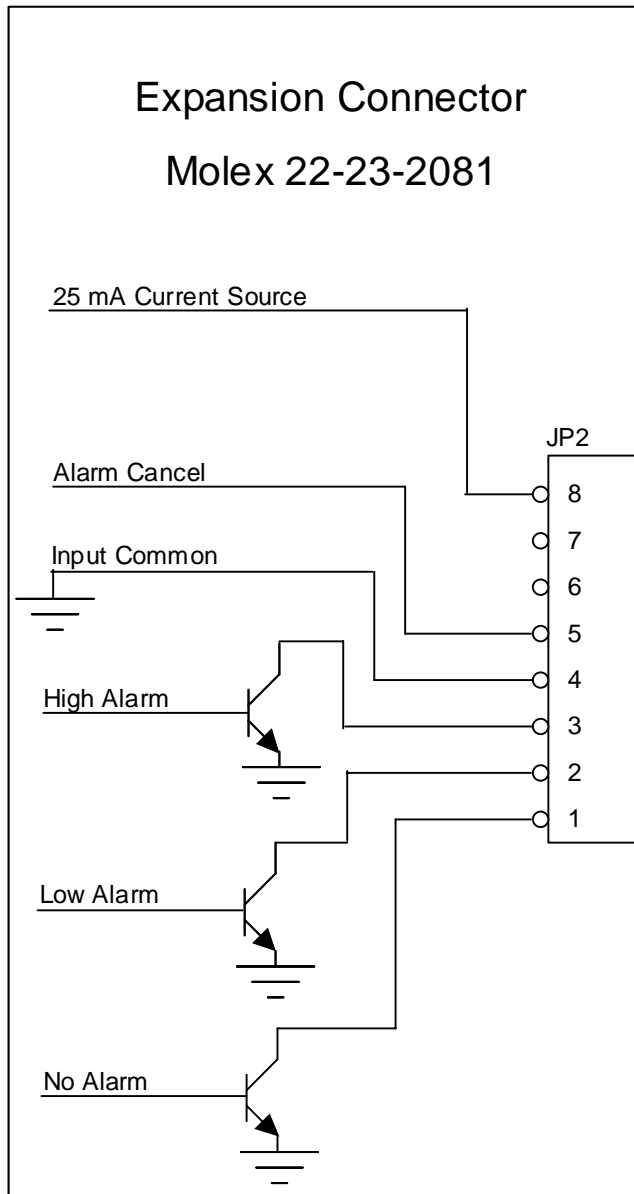 Expansion Connector
Molex 22-23-2081
25 mA Current Source
JP2
Alarm Cancel
8
7
Input Common
6
5
4
High Alarm
3
2
1
Low Alarm
No Alarm